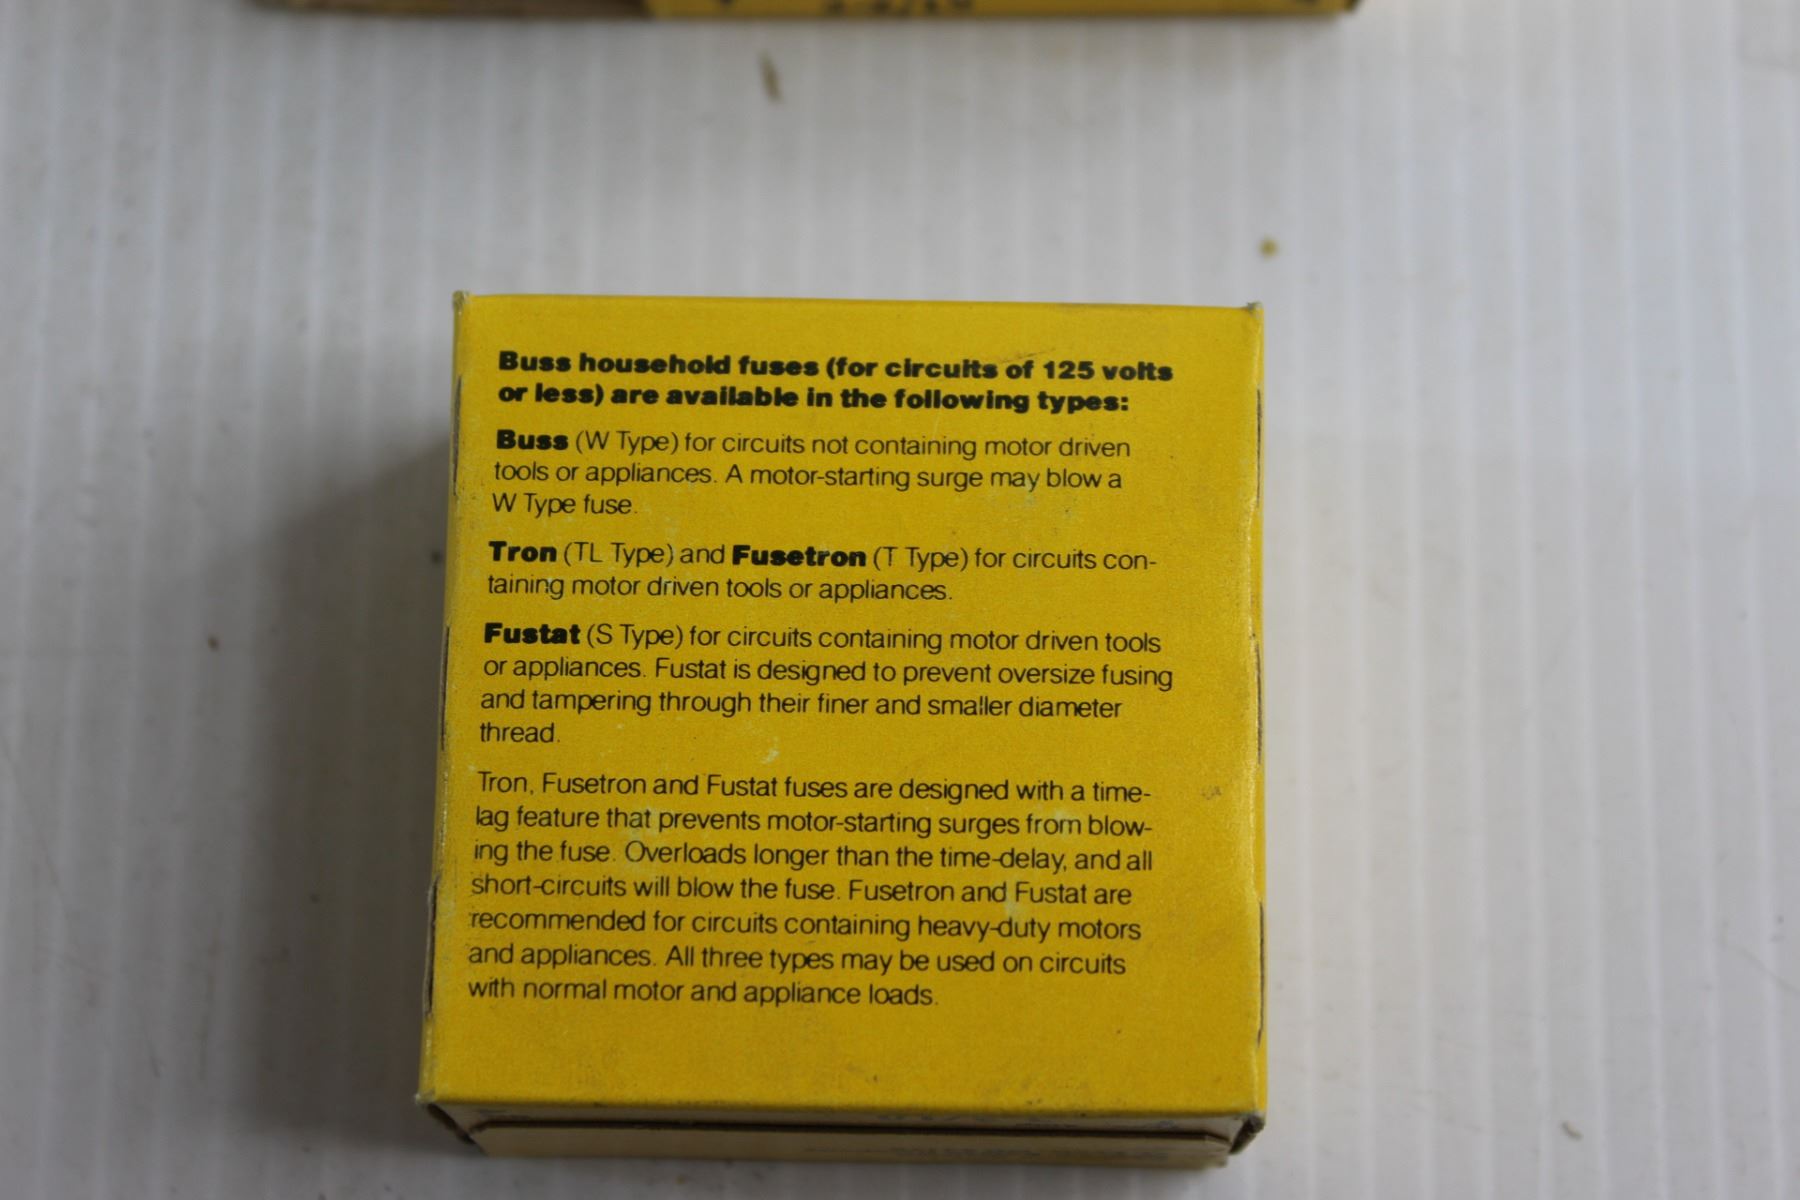 Buss household fuses (for circuits of 125 volts
or less) are available in the following types:
Buss (W Type) for circuits not containing motor driven
tools or appliances. A motor-starting surge may blow a
W Type fuse.
Tron (TL Type) and Fusetron (T Type) for circuits con-
taining motor driven tools or appliances.
Fustat (S Type) for circuits containing motor driven tools
or appliances. Fustat is designed to prevent oversize fusing
and tampering through their finer and smaller diameter
thread.
Tron, Fusetron and Fustat fuses are designed with a time-
lag feature that prevents motor-starting surges from blow-
ing the fuse. Overloads longer than the time-delay, and all
short-circuits will blow the fuse. Fusetron and Fustat are
recommended for circuits containing heavy-duty motors
and appliances. All three types may be used on circuits
with normal motor and appliance loads.